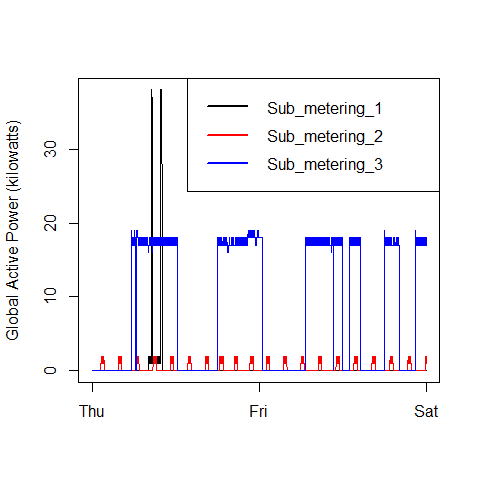 Global Active Power (kilowatts)
30
20
10
0
Sub_metering_1
Sub_metering_2
Sub_metering_3
Thu
Fri
Sat